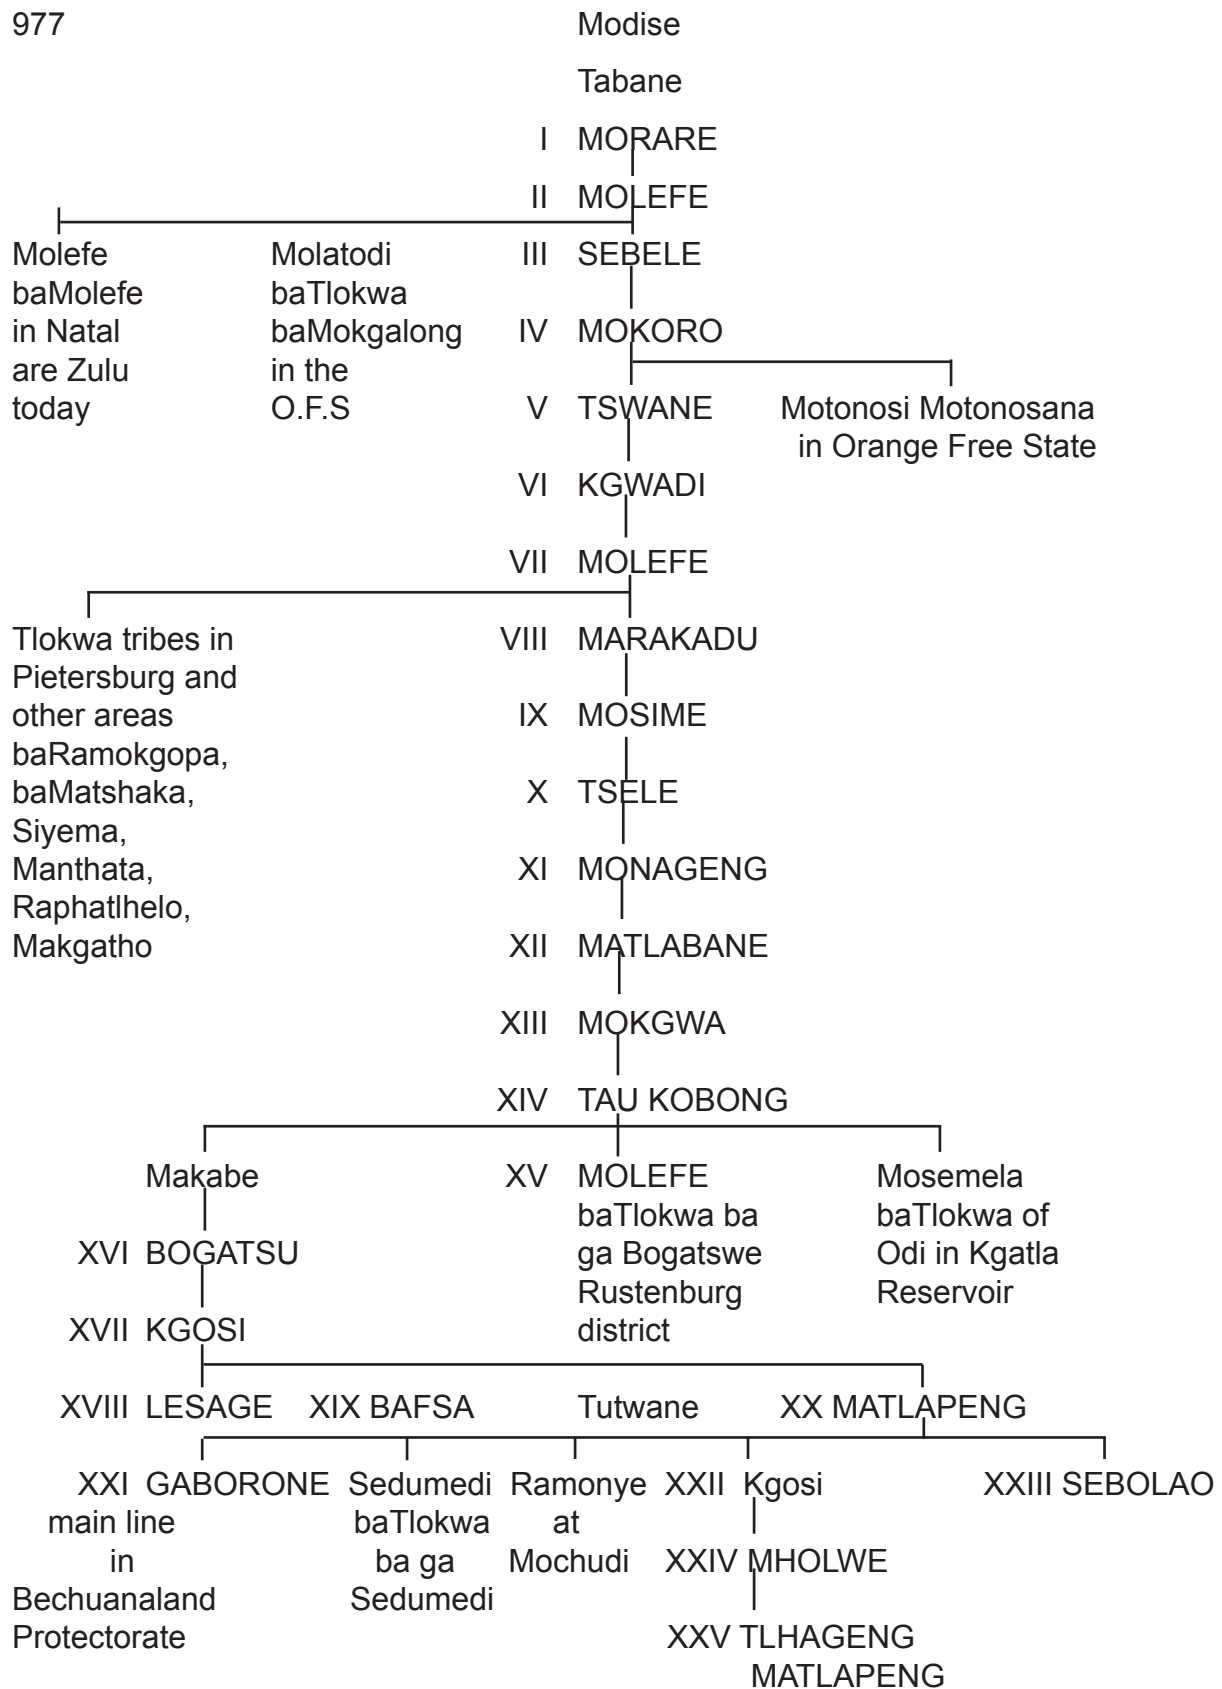 977 Modise
Tabane
I MORARE
II MOLEFE
Molefe
baMolefe
in Natal
are Zulu
today
Molatodi
baTlokwa
baMokgalong
in the
O.F.S
III SEBELE
IV MOKORO
V TSWANE
Motonosi Motonosana
in Orange Free State
VI KGWADI
VII MOLEFE
Tlokwa tribes in
Pietersburg and
other areas
baRamokgopa,
baMatshaka,
Siyema,
Manthata,
Raphatlhelo,
Makgatho
VIII MARAKADU
IX MOSIME
X TSELE
XI MONAGENG
XII MATLABANE
XIII MOKGWA
XIV TAU KOBONG
Makabe
XV MOLEFE
baTlokwa ba
ga Bogatswe
Rustenburg
district
Mosemela
baTlokwa of
Odi in Kgatla
Reservoir
XVI BOGATSU
XVII KGOSI
XVIII LESAGE XIX BAFSA Tutwane XX MATLAPENG
XXI GABORONE
main line
in
Bechuanaland
Protectorate
Sedumedi
baTlokwa
ba ga
Sedumedi
Ramonye
at
Mochudi
XXII Kgosi
XXIII SEBOLAO
XXIV MHOLWE
XXV TLHAGENG
MATLAPENG